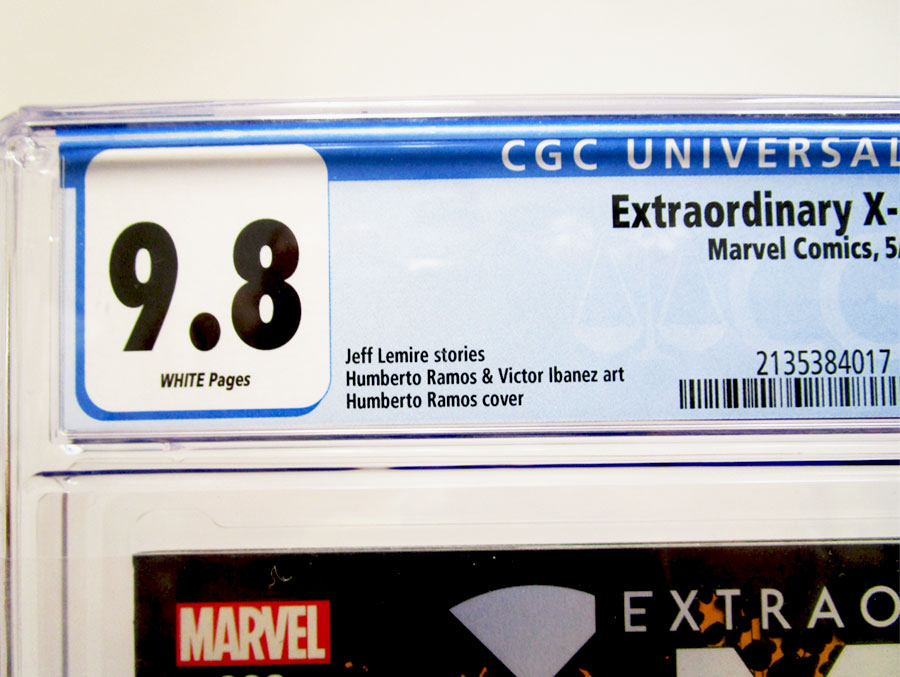 CGC UNIVERSAL
9.8
WHITE Pages
Extraordinary X-
Marvel Comics, 5/
Jeff Lemire stories
Humberto Ramos & Victor Ibanez art
Humberto Ramos cover
2135384017
MARVEL
EXTRAO